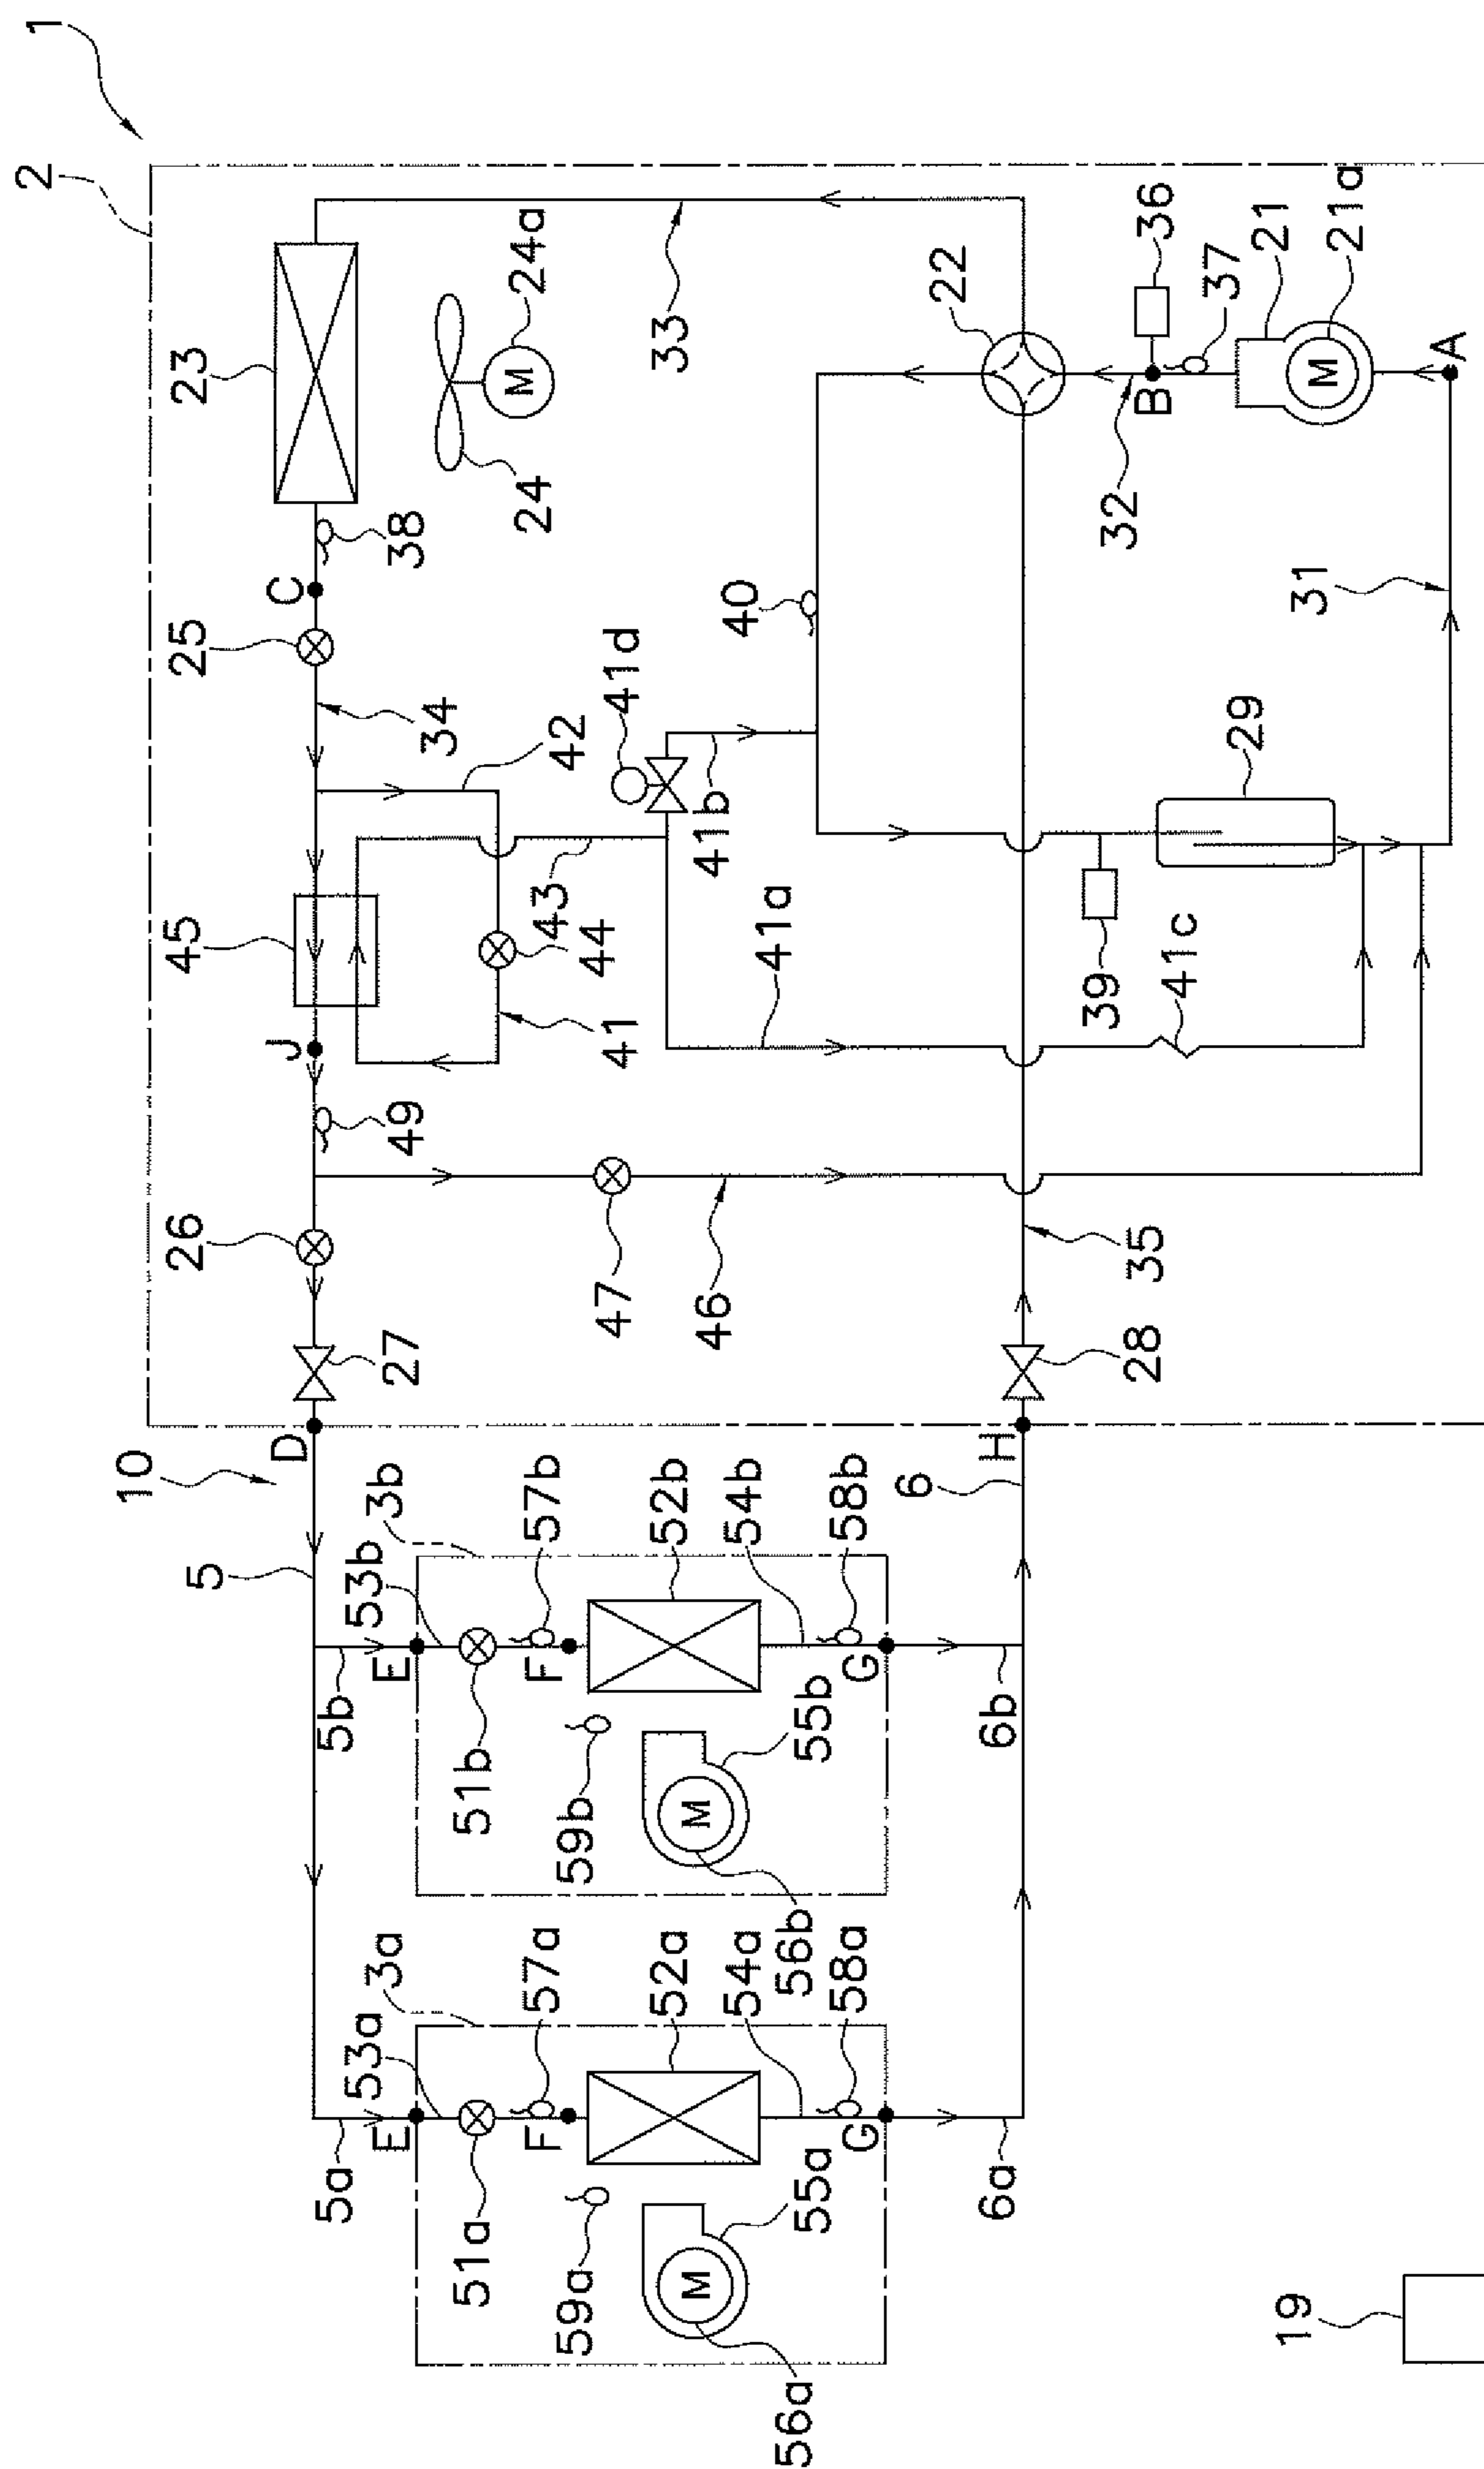 1
2
10
5
26
45
25
23
D
J
C
5a
5b
53a
3a
53b
3b
E
E
27
49
38
34
51a
51b
F
57a
F
57b
43
42
24
M
24a
59a
59b
44
47
41
41d
52a
52b
33
M
M
46
41b
54a
54b
41a
40
56a
56b
55a
55b
G
58a
G
58b
6
22
6a
6b
H
39
32
28
35
B
36
41c
37
29
21
19
31
M
21a
A